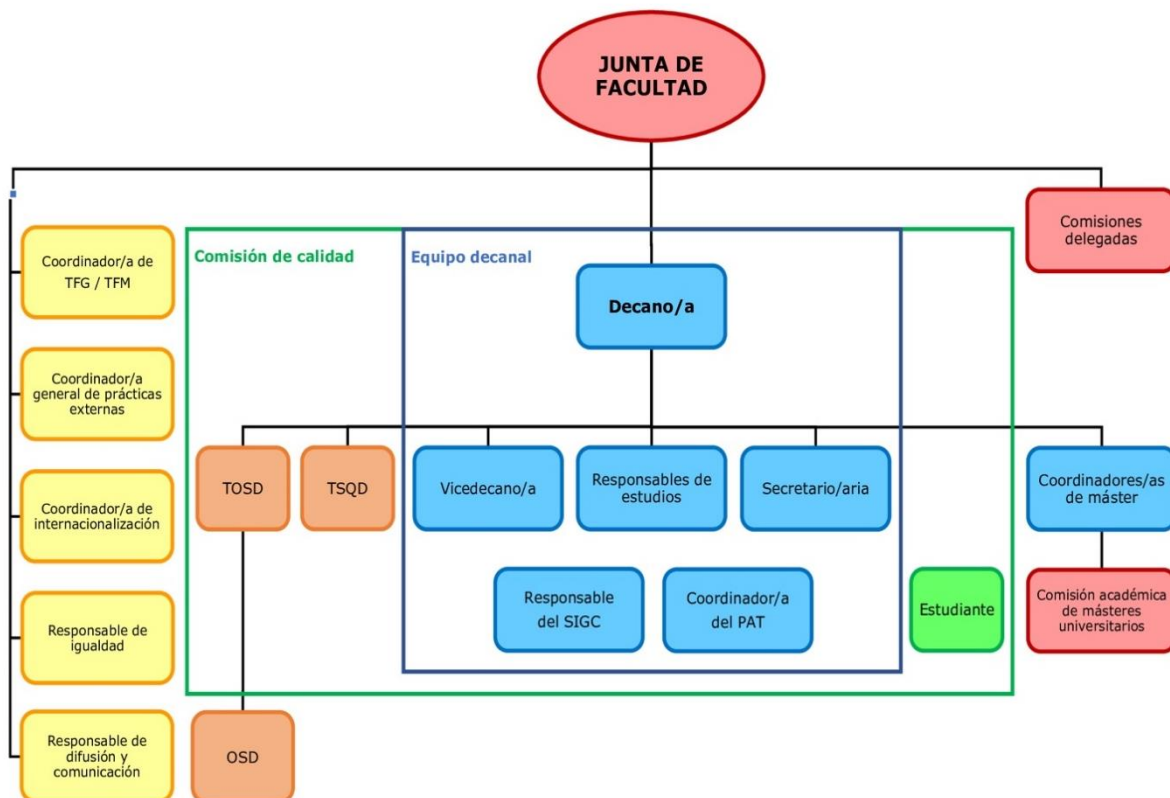 JUNTA DE
FACULTAD
Comisiones
delegadas
Comisión de calidad
Equipo decanal
Coordinador/a de
TFG / TFM
Decano/a
Coordinador/a
general de prácticas
externas
TOSD
TSQD
Vicedecano/a
Responsables de
estudios
Secretario/aria
Coordinadores/as
de máster
Coordinador/a de
internacionalización
Responsable
del SIGC
Coordinador/a
del PAT
Estudiante
Comisión académica
de másteres
universitarios
Responsable de
igualdad
Responsable de
difusión y
comunicación
OSD